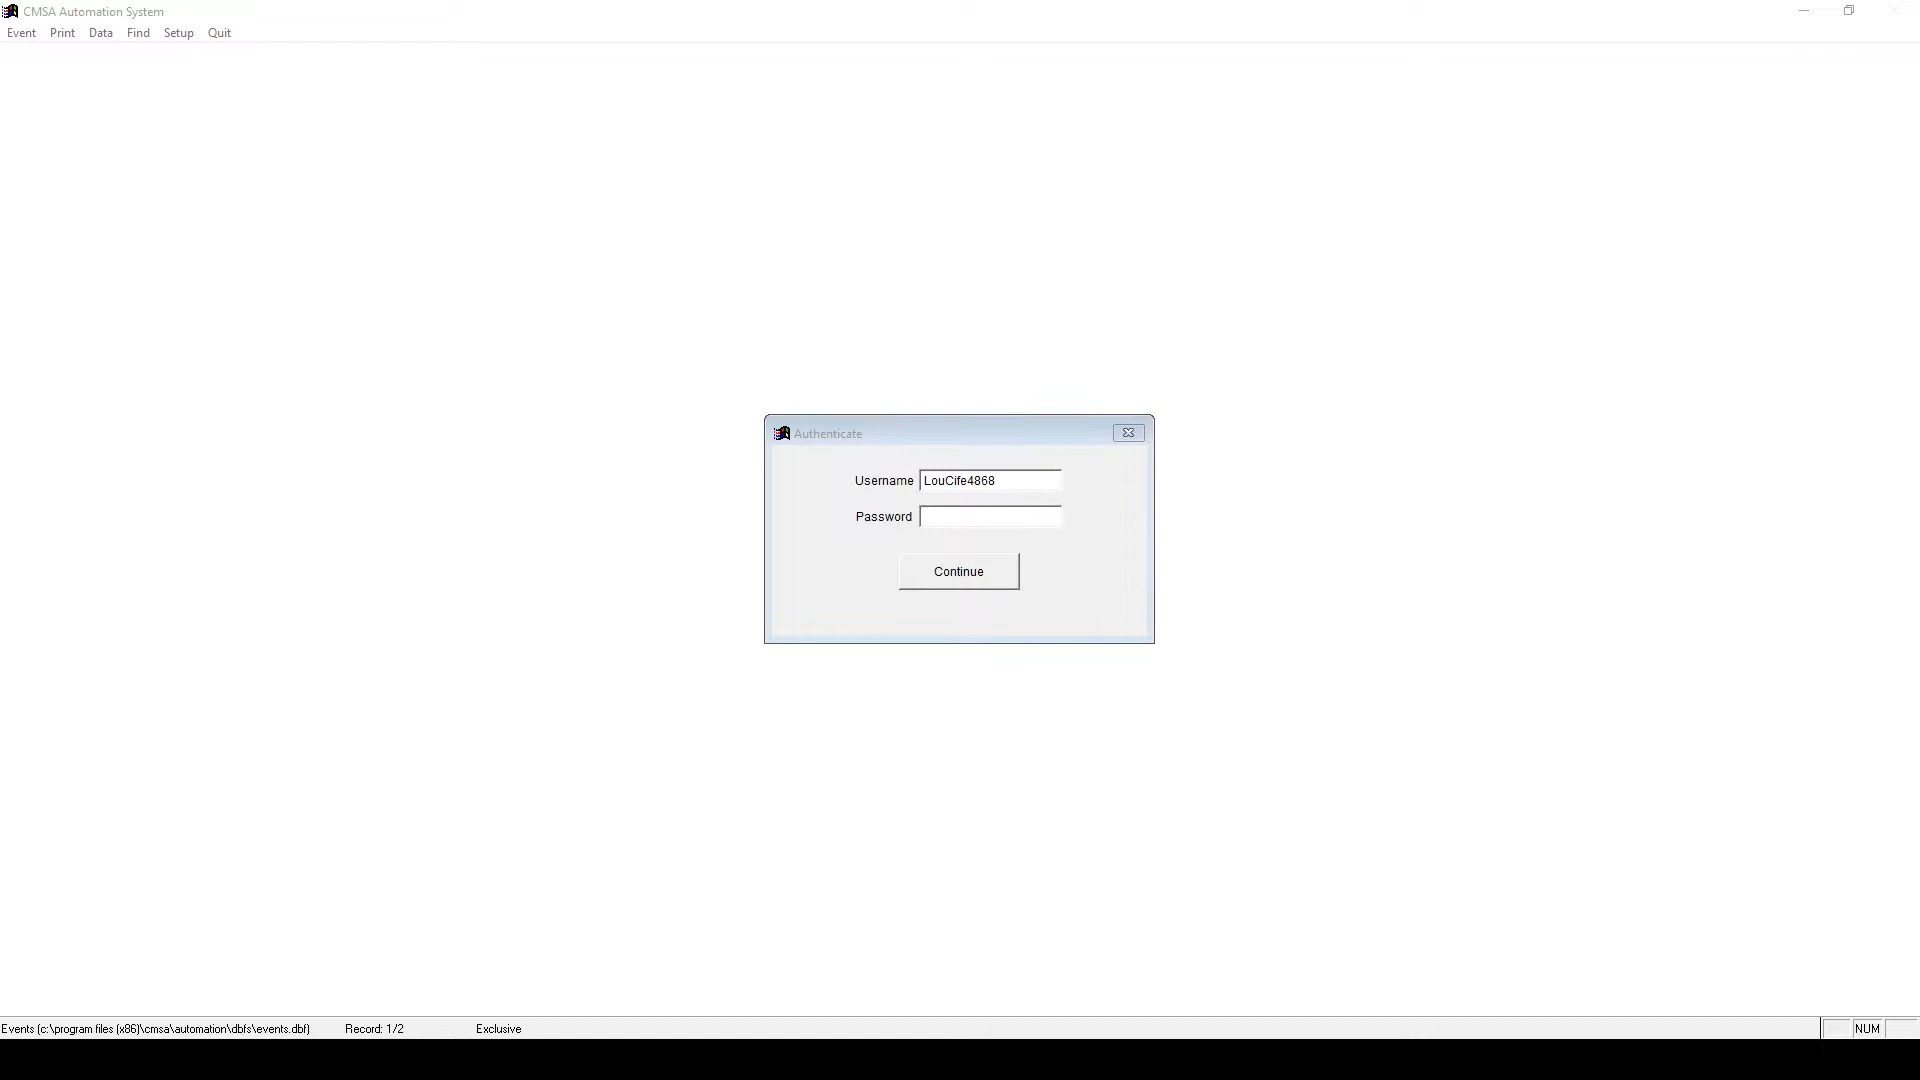 CMSA Automation System
Event Print Data Find Setup Quit
Authenticate
Username LouCife4868
Password
Continue
Events (c:\program files (x86)\cmsa\automation\dbfs\events.dbf) Record: 1/2 Exclusive NUM